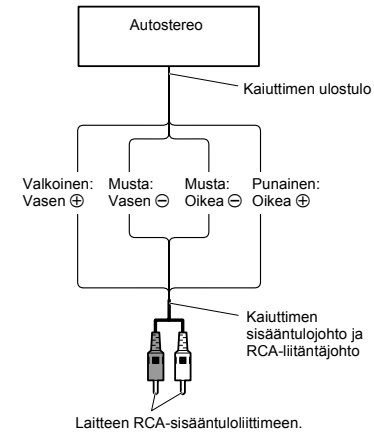 Autostereo
Kaiuttimen ulostulo
Valkoinen:
Vasen ⊕
Musta:
Vasen ⊖
Musta:
Oikea ⊖
Punainen:
Oikea ⊕
Kaiuttimen
sisääntulojohto ja
RCA-liitäntäjohto
Laitteen RCA-sisääntuloliittimeen.